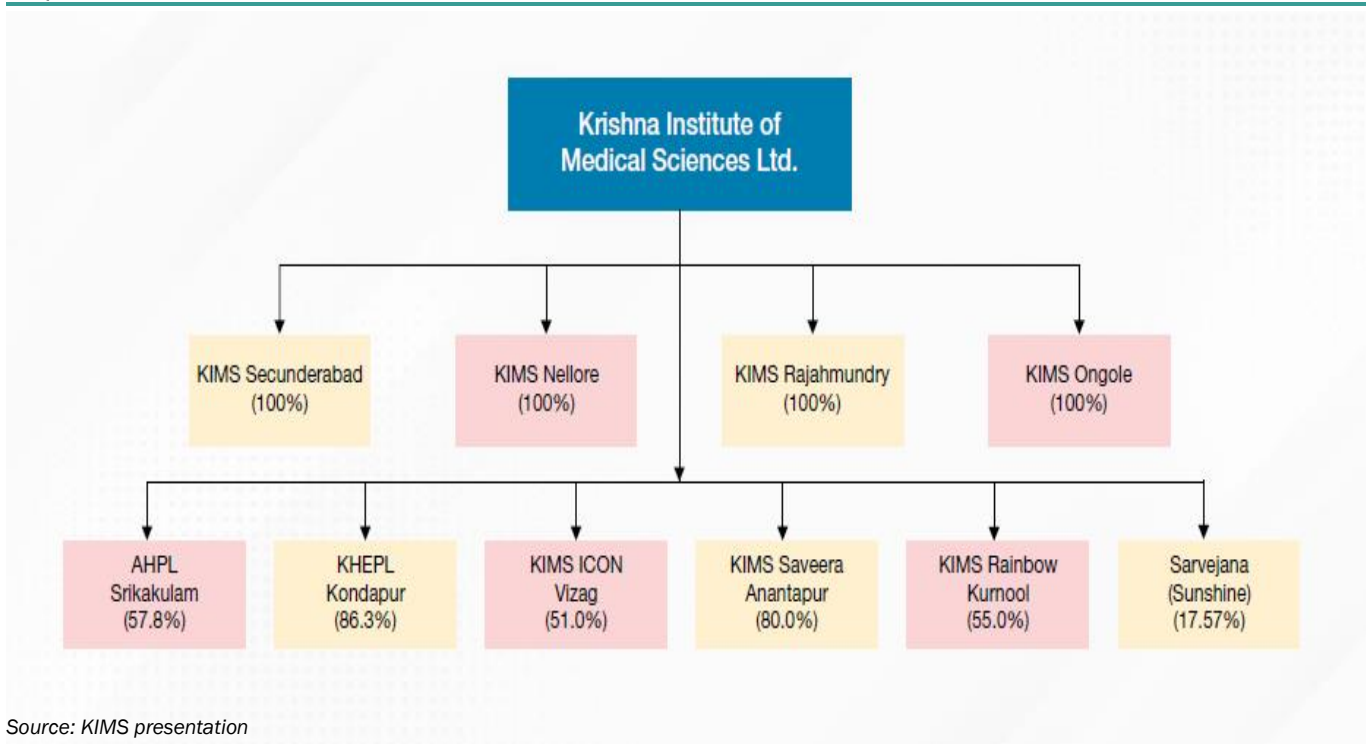 Krishna Institute of
Medical Sciences Ltd.
KIMS Secunderabad
(100%)
KIMS Nellore
(100%)
KIMS Rajahmundry
(100%)
KIMS Ongole
(100%)
AHPL
Srikakulam
(57.8%)
KHEPL
Kondapur
(86.3%)
KIMS ICON
Vizag
(51.0%)
KIMS Saveera
Anantapur
(80.0%)
KIMS Rainbow
Kurnool
(55.0%)
Sarvejana
(Sunshine)
(17.57%)
Source: KIMS presentation